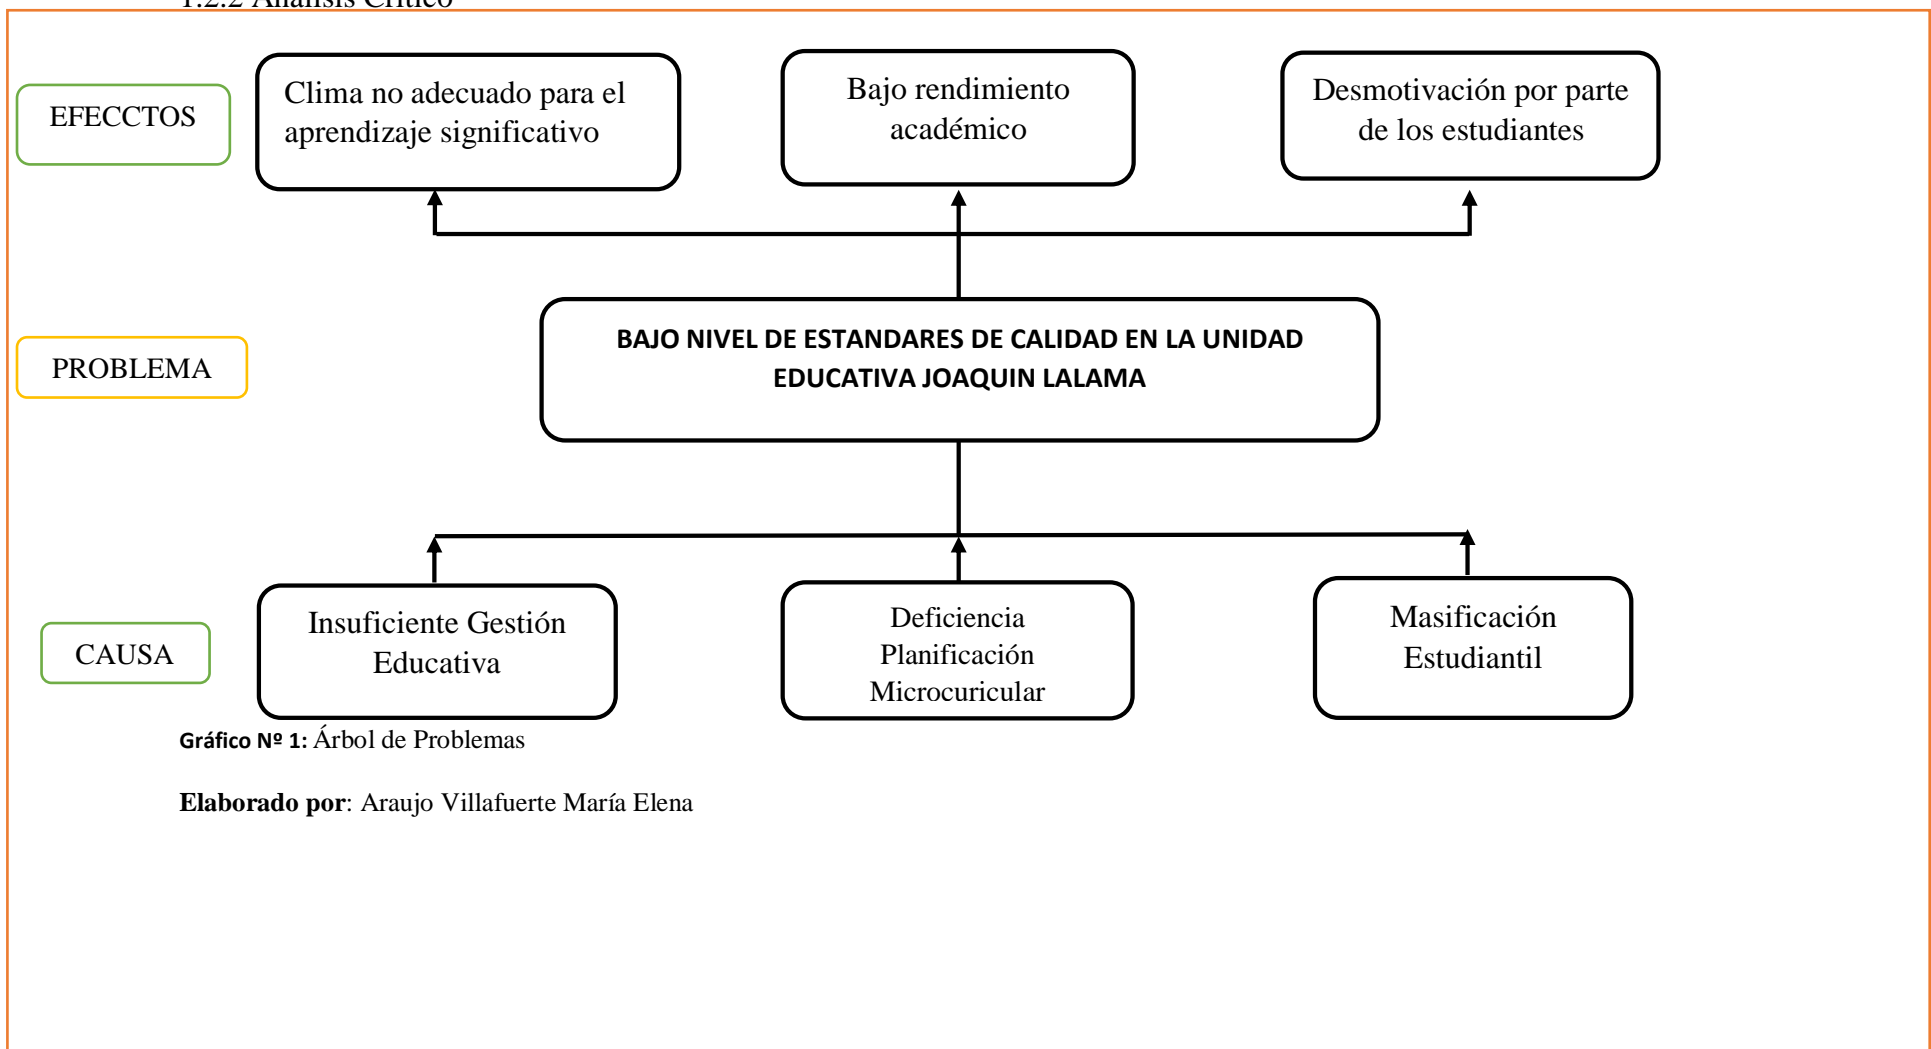 1.2.2 Análisis Crítico
EFECCTOS
Clima no adecuado para el
aprendizaje significativo
Bajo rendimiento
académico
Desmotivación por parte
de los estudiantes
PROBLEMA
BAJO NIVEL DE ESTANDARES DE CALIDAD EN LA UNIDAD
EDUCATIVA JOAQUIN LALAMA
CAUSA
Insuficiente Gestión
Educativa
Deficiencia
Planificación
Microcuricular
Masificación
Estudiantil
Gráfico Nº 1: Árbol de Problemas
Elaborado por: Araujo Villafuerte María Elena